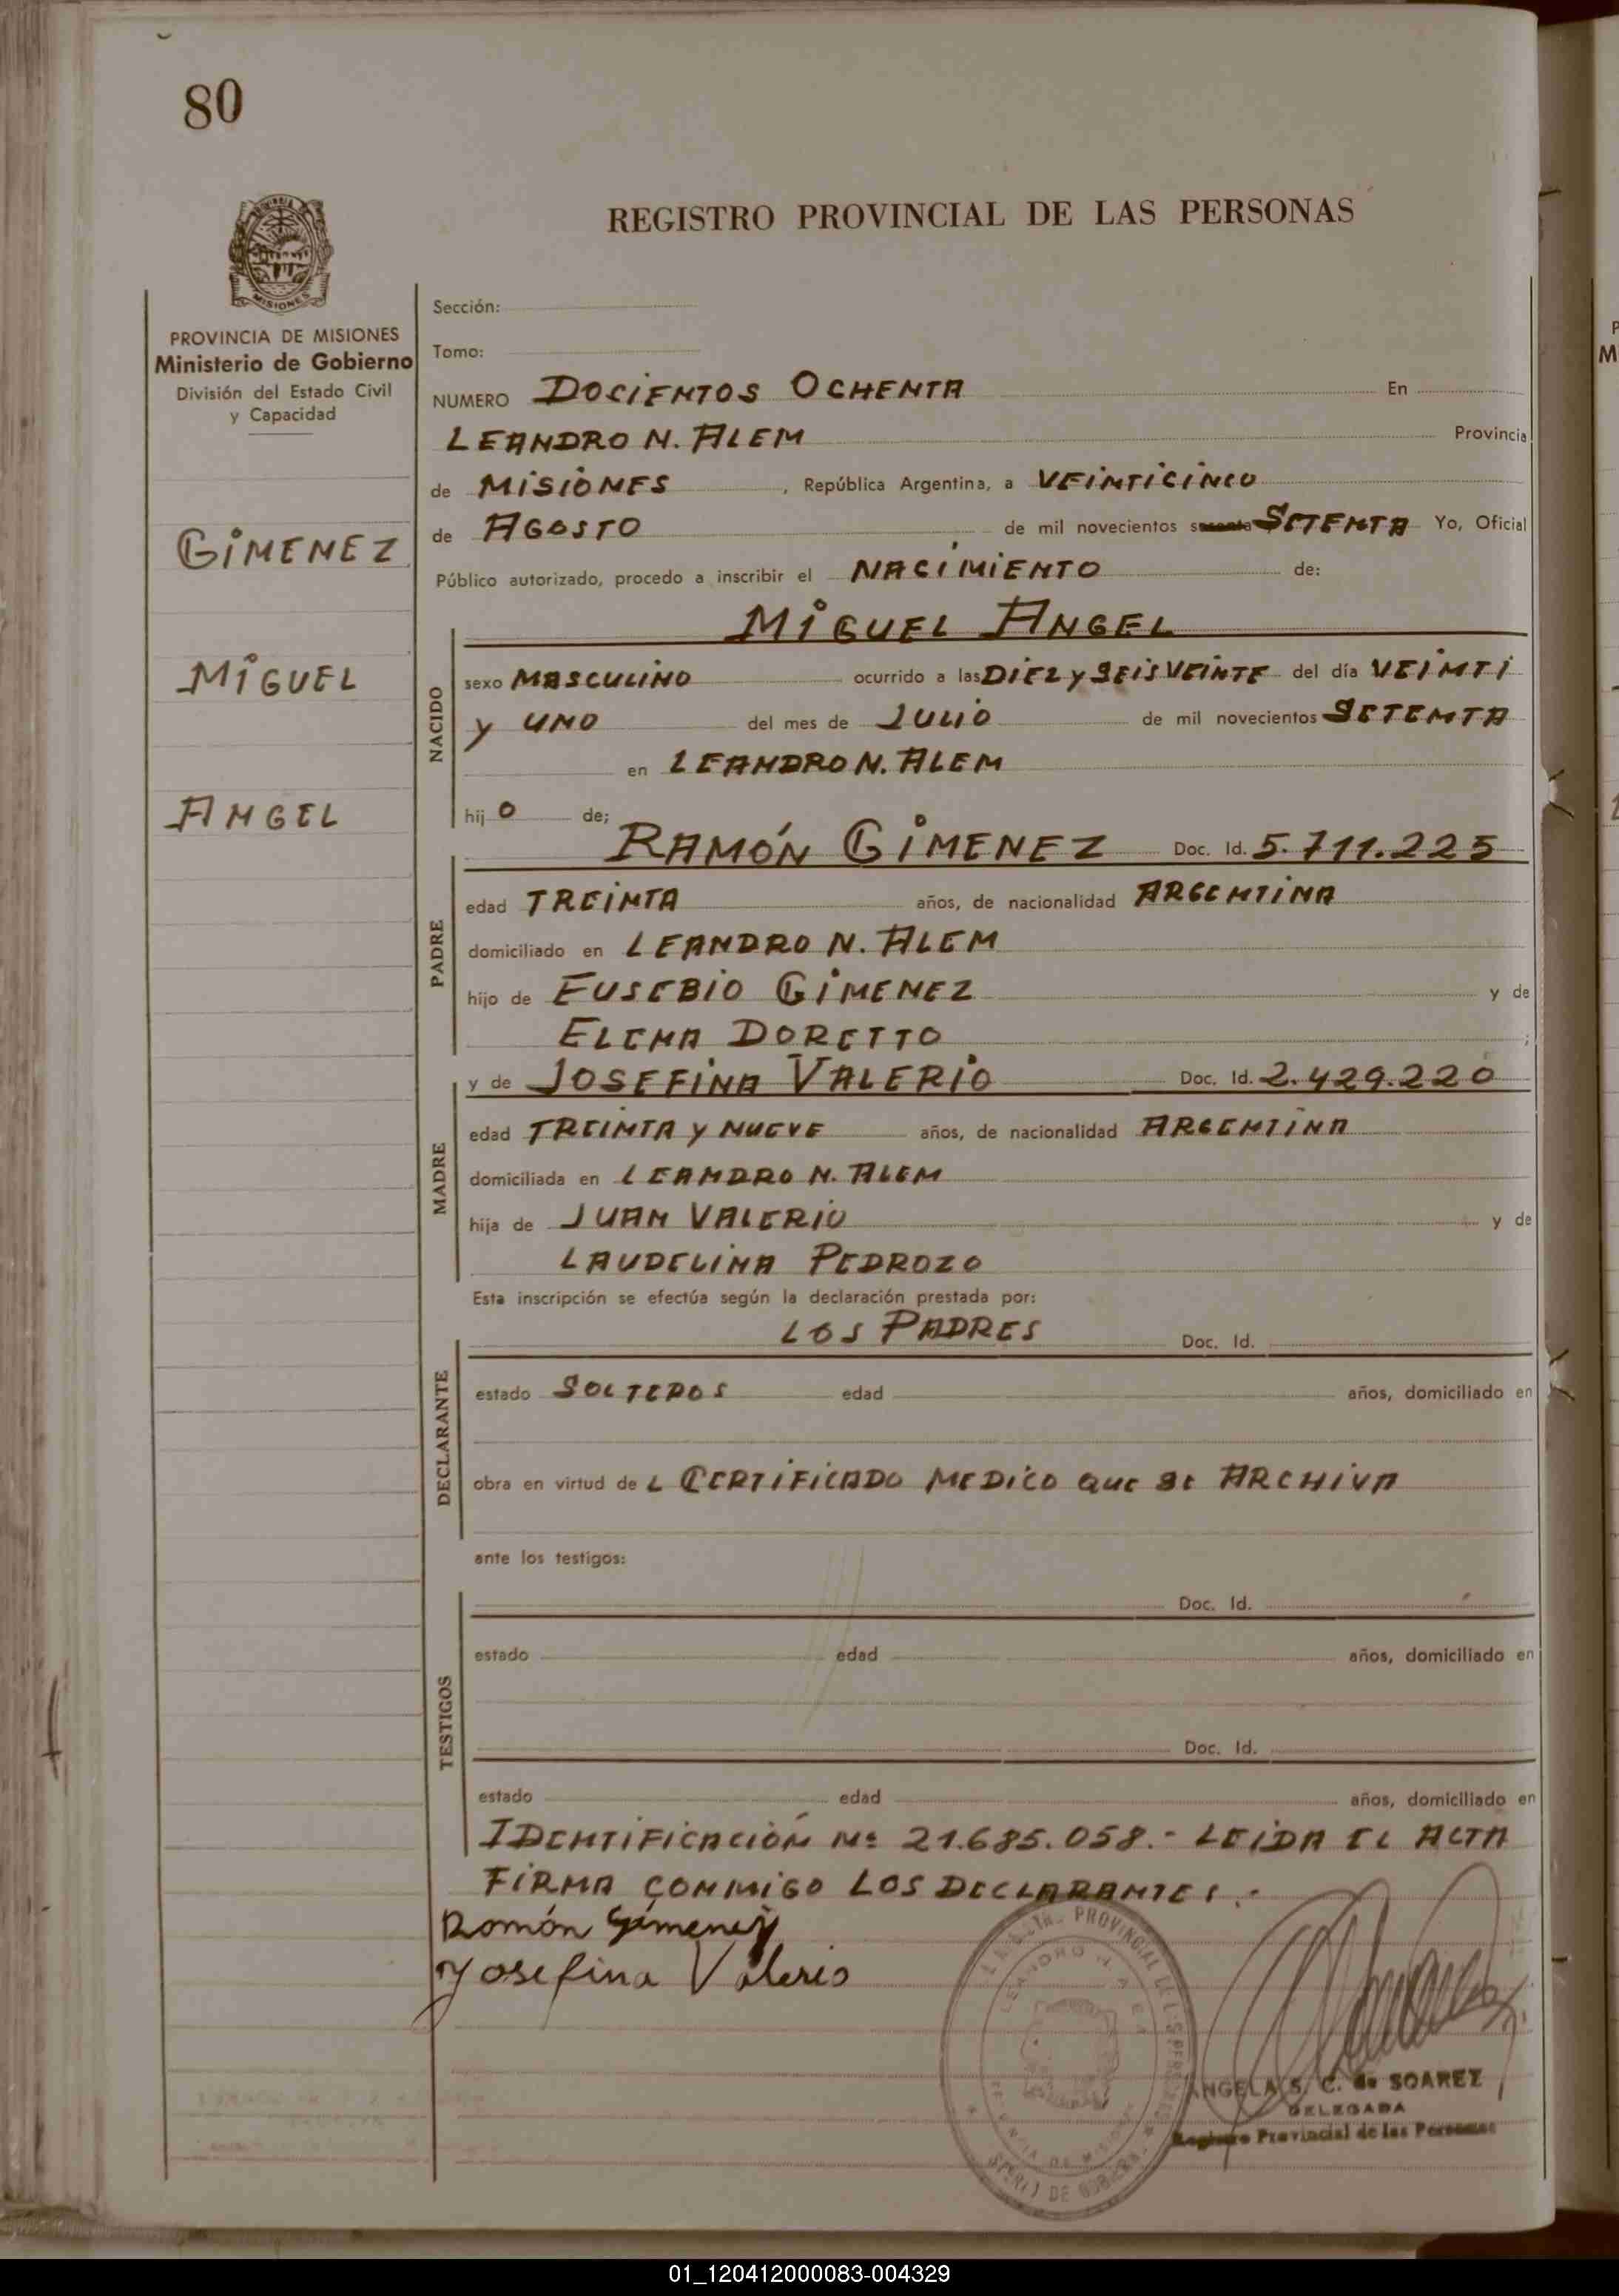 80
REGISTRO PROVINCIAL DE LAS PERSONAS
MISIONES
PROVINCIA DE MISIONES
Ministerio de Gobierno
División del Estado Civil
y Capacidad
GIMENEZ
MIGUEL
ANGEL
Sección:
Tomo:
NUMERO DOCIENTOS OCHENTA En
LEANDRO N. ALEM Provincia
de MISIONES, República Argentina, a VEINTICINCO
de AGOSTO de mil novecientos sesenta SETENTA Yo, Oficial
Público autorizado, procedo a inscribir el NACIMIENTO de:
MIGUEL ANGEL
NACIDO
sexo MASCULINO ocurrido a las DIEZ y SEIS VEINTE del día VEINTI
y UNO del mes de JULIO de mil novecientos SETENTA
en LEANDRO N. ALEM
hij O de;
RAMÓN GIMENEZ Doc. Id. 5.711.225
PADRE
edad TREINTA años, de nacionalidad ARGENTINA
domiciliado en LEANDRO N. ALEM
hijo de EUSEBIO GIMENEZ y de
ELENA DORETTO ;
y de JOSEFINA VALERIO Doc. Id. 2.429.220
MADRE
edad TREINTA y NUEVE años, de nacionalidad ARGENTINA
domiciliada en LEANDRO N. ALEM
hija de JUAN VALERIO y de
LAUDELINA PEDROZO
Esta inscripción se efectúa según la declaración prestada por:
LOS PADRES Doc. Id.
DECLARANTE
estado SOLTEROS edad años, domiciliado en
obra en virtud de L CERTIFICADO MEDICO que se ARCHIVA
ante los testigos:
Doc. Id.
TESTIGOS
estado edad años, domiciliado en
Doc. Id.
estado edad años, domiciliado en
IDENTIFICACIÓN Nº 21.685.058.- LEIDA EL ACTA
FIRMA CONMIGO LOS DECLARANTES.-
Ramón Gimenez
Josefina Valerio
ANGELA S. C. de SOAREZ
DELEGADA
Registro Provincial de las Personas
01_120412000083-004329